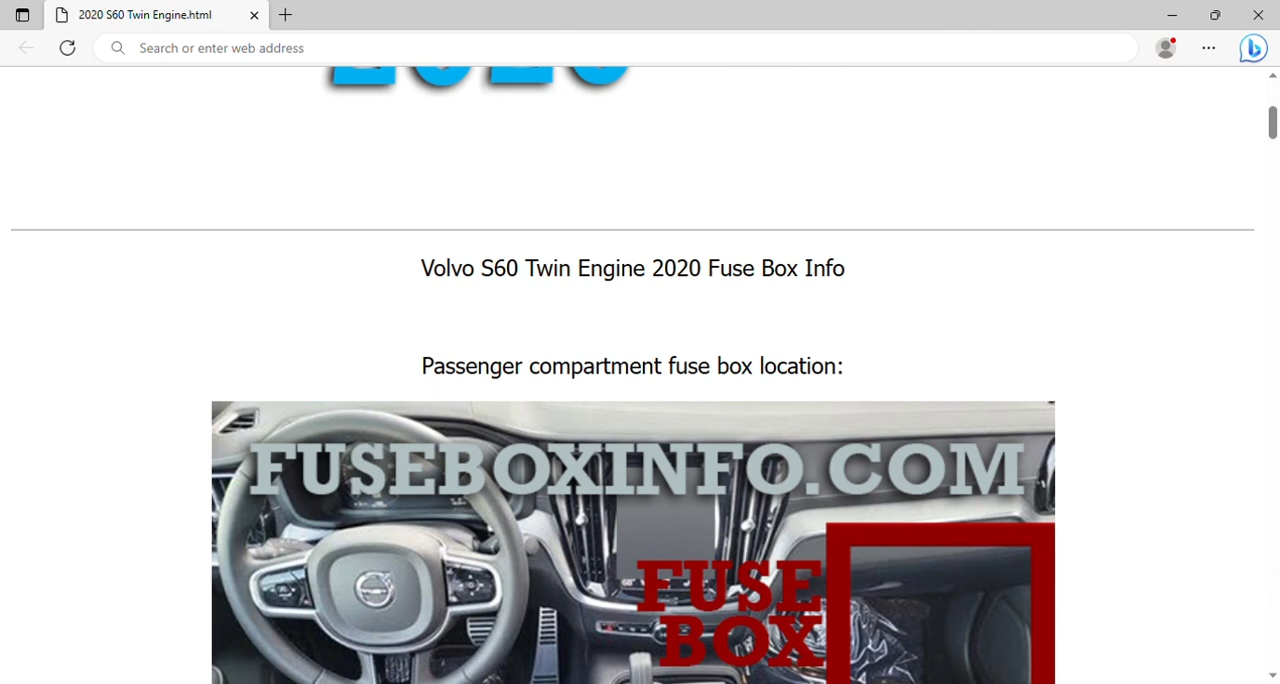 2020 S60 Twin Engine.html
Search or enter web address
2020
Volvo S60 Twin Engine 2020 Fuse Box Info
Passenger compartment fuse box location:
FUSEBOXINFO.COM
FUSE
BOX